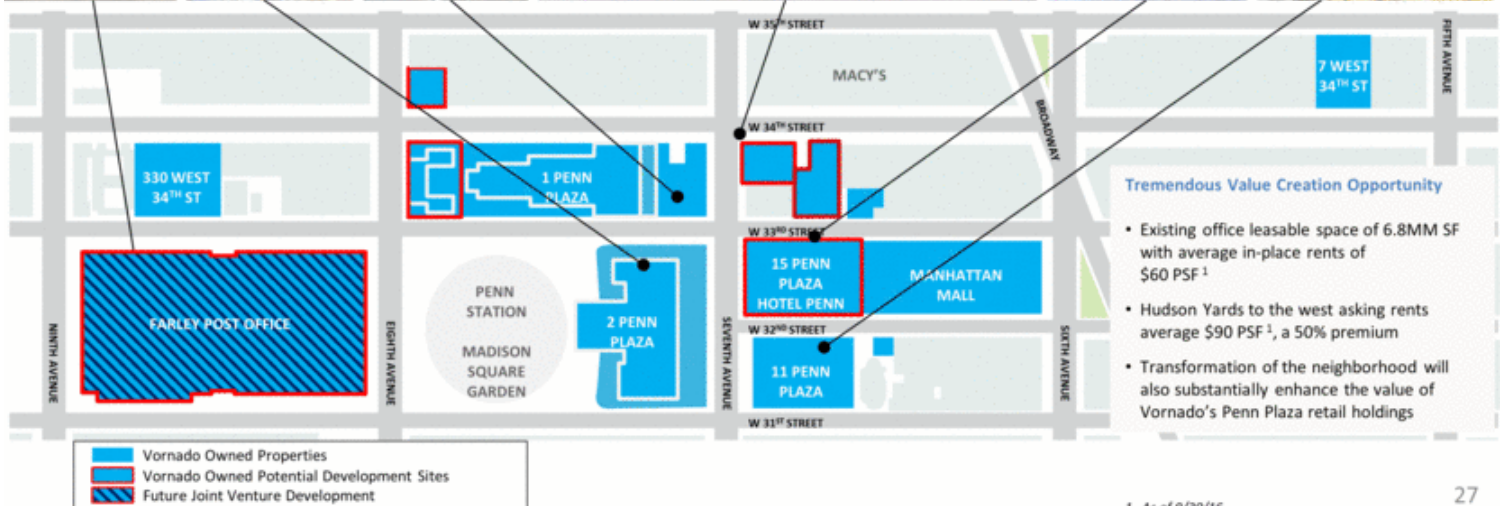 W 35TH STREET
MACY'S
7 WEST
34TH ST
FIFTH AVENUE
BROADWAY
W 34TH STREET
330 WEST
34TH ST
1 PENN
PLAZA
Tremendous Value Creation Opportunity
• Existing office leasable space of 6.8MM SF
with average in-place rents of
$60 PSF 1
• Hudson Yards to the west asking rents
average $90 PSF 1, a 50% premium
• Transformation of the neighborhood will
also substantially enhance the value of
Vornado's Penn Plaza retail holdings
W 33RD STREET
15 PENN
PLAZA
HOTEL PENN
MANHATTAN
MALL
PENN
STATION
MADISON
SQUARE
GARDEN
2 PENN
PLAZA
FARLEY POST OFFICE
NINTH AVENUE
EIGHTH AVENUE
SEVENTH AVENUE
SIXTH AVENUE
W 32ND STREET
11 PENN
PLAZA
W 31ST STREET
Vornado Owned Properties
Vornado Owned Potential Development Sites
Future Joint Venture Development
27